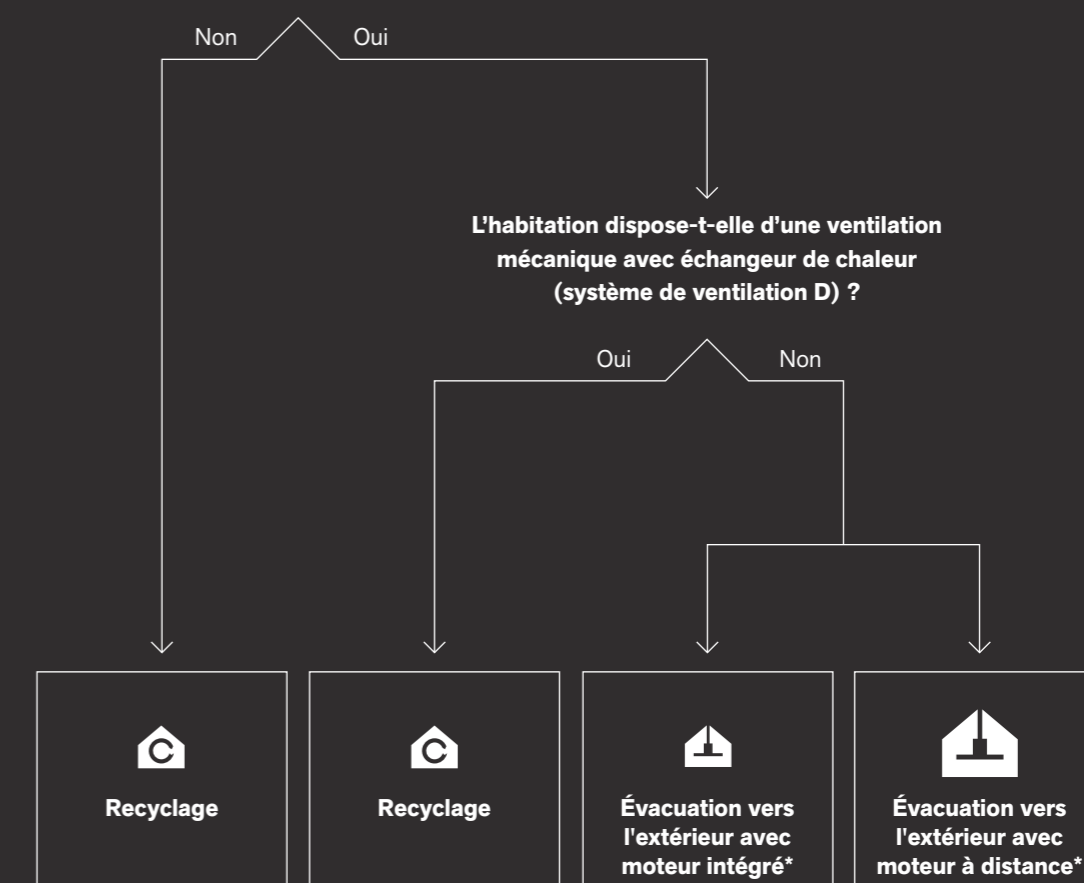 Non
Oui
L’habitation dispose-t-elle d’une ventilation
mécanique avec échangeur de chaleur
(système de ventilation D) ?
Oui
Non
Recyclage
Recyclage
Évacuation vers
l'extérieur avec
moteur intégré*
Évacuation vers
l'extérieur avec
moteur à distance*